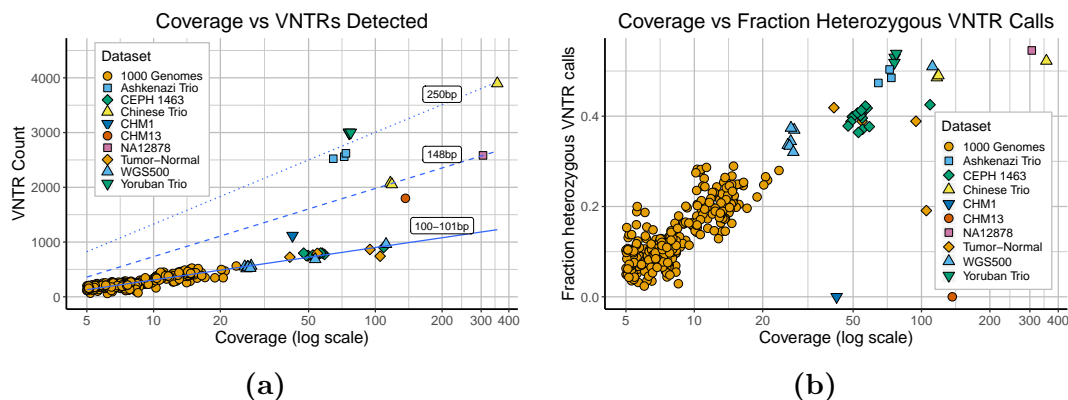 Coverage vs VNTRs Detected
VNTR Count
4000
3000
2000
1000
0
Dataset
1000 Genomes
Ashkenazi Trio
CEPH 1463
Chinese Trio
CHM1
CHM13
NA12878
Tumor−Normal
WGS500
Yoruban Trio
250bp
148bp
100−101bp
5 10 20 50 100 200 300 400
Coverage (log scale)
(a)
Coverage vs Fraction Heterozygous VNTR Calls
Fraction heterozygous VNTR calls
0.4
0.2
0.0
Dataset
1000 Genomes
Ashkenazi Trio
CEPH 1463
Chinese Trio
CHM1
CHM13
NA12878
Tumor−Normal
WGS500
Yoruban Trio
5 10 20 50 100 200 300 400
Coverage (log scale)
(b)